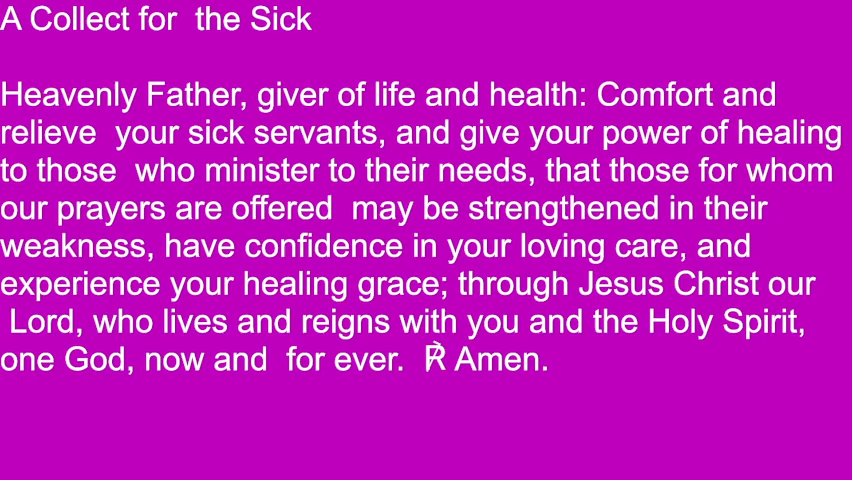 A Collect for  the Sick
Heavenly Father, giver of life and health: Comfort and
relieve  your sick servants, and give your power of healing
to those  who minister to their needs, that those for whom
our prayers are offered  may be strengthened in their
weakness, have confidence in your loving care, and
experience your healing grace; through Jesus Christ our
 Lord, who lives and reigns with you and the Holy Spirit,
one God, now and  for ever.  R̀ Amen.